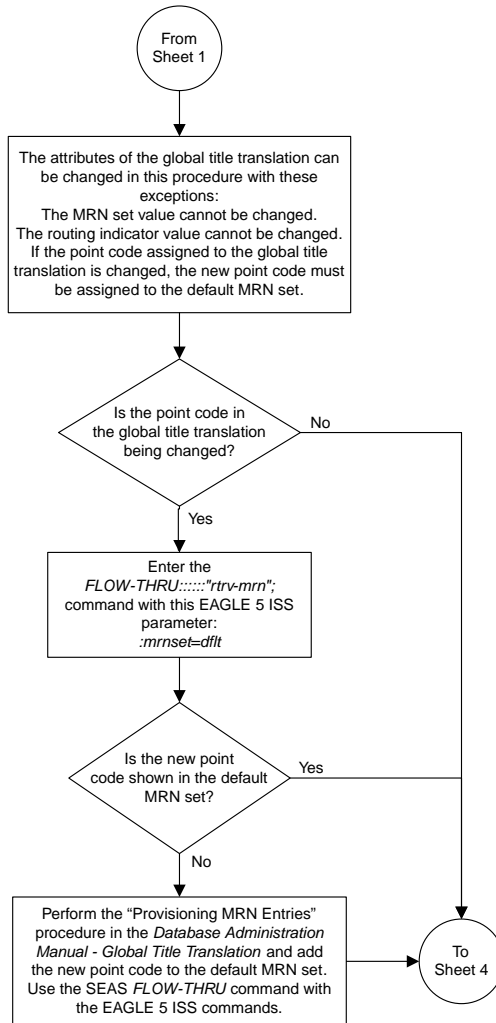 From
Sheet 1
The attributes of the global title translation can
be changed in this procedure with these
exceptions:
The MRN set value cannot be changed.
The routing indicator value cannot be changed.
If the point code assigned to the global title
translation is changed, the new point code must
be assigned to the default MRN set.
Is the point code in
the global title translation
being changed?
No
Yes
Enter the
FLOW-THRU::::::"rtrv-mrn";
command with this EAGLE 5 ISS
parameter:
:mrnset=dflt
Is the new point
code shown in the default
MRN set?
Yes
No
Perform the “Provisioning MRN Entries”
procedure in the Database Administration
Manual - Global Title Translation and add
the new point code to the default MRN set.
Use the SEAS FLOW-THRU command with
the EAGLE 5 ISS commands.
To
Sheet 4